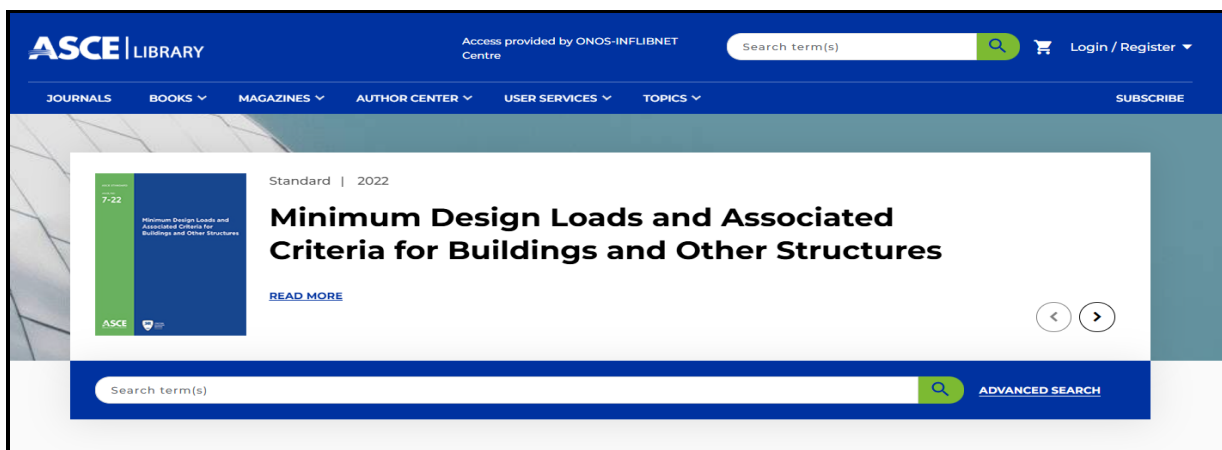 ASCE | LIBRARY
Access provided by ONOS-INFLIBNET
Centre
Search term(s)
Login / Register
JOURNALS BOOKS MAGAZINES AUTHOR CENTER USER SERVICES TOPICS SUBSCRIBE
7-22
Minimum Design Loads and
Associated Criteria for
Buildings and Other Structures
ASCE
Standard | 2022
Minimum Design Loads and Associated
Criteria for Buildings and Other Structures
READ MORE
Search term(s)
ADVANCED SEARCH